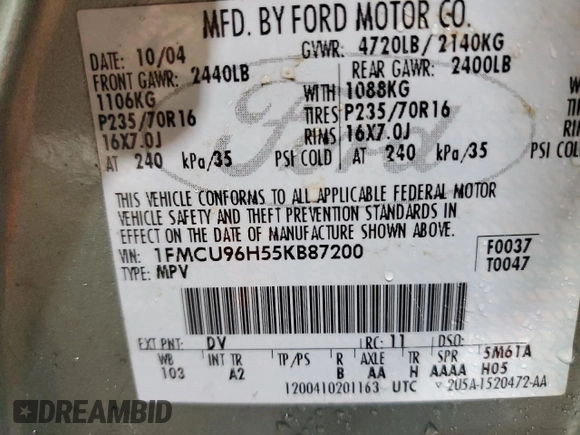 MFD. BY FORD MOTOR CO.
DATE: 10/04 GVWR: 4720LB/ 2140KG
FRONT GAWR: 2440LB REAR GAWR: 2400LB
1106KG WITH 1088KG WITH
P235/70R16 TIRES P235/70R16 TIRES
16X7.0J RIMS 16X7.0J RIMS
AT 240 kPa/35 PSI COLD AT 240 kPa/35 PSI COLD
Ford
THIS VEHICLE CONFORMS TO ALL APPLICABLE FEDERAL MOTOR
VEHICLE SAFETY AND THEFT PREVENTION STANDARDS IN
EFFECT ON THE DATE OF MANUFACTURE SHOWN ABOVE.
VIN: 1FMCU96H55KB87200 F0037
TYPE: MPV T0047
EXT PNT: DV RC: 11 DSO:
WB INT TR TP/PS R AXLE TR SPR 5M61A
103 A2 B AA H AAAA H05
1200410201163 UTC 2U5A-1520472-AA
DREAMBID